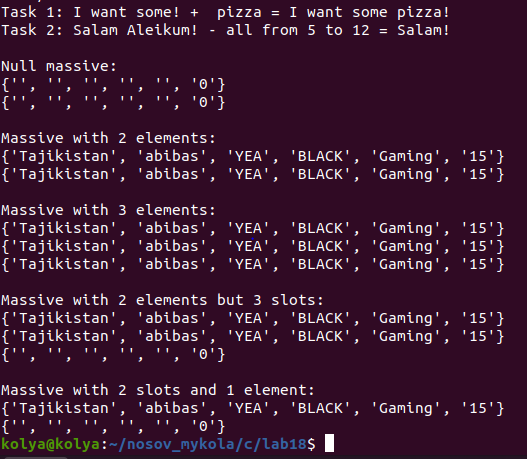 Task 1: I want some! +  pizza = I want some pizza!
Task 2: Salam Aleikum! - all from 5 to 12 = Salam!
Null massive:
{'', '', '', '', '', '0'}
{'', '', '', '', '', '0'}
Massive with 2 elements:
{'Tajikistan', 'abibas', 'YEA', 'BLACK', 'Gaming', '15'}
{'Tajikistan', 'abibas', 'YEA', 'BLACK', 'Gaming', '15'}
Massive with 3 elements:
{'Tajikistan', 'abibas', 'YEA', 'BLACK', 'Gaming', '15'}
{'Tajikistan', 'abibas', 'YEA', 'BLACK', 'Gaming', '15'}
{'Tajikistan', 'abibas', 'YEA', 'BLACK', 'Gaming', '15'}
Massive with 2 elements but 3 slots:
{'Tajikistan', 'abibas', 'YEA', 'BLACK', 'Gaming', '15'}
{'Tajikistan', 'abibas', 'YEA', 'BLACK', 'Gaming', '15'}
{'', '', '', '', '', '0'}
Massive with 2 slots and 1 element:
{'Tajikistan', 'abibas', 'YEA', 'BLACK', 'Gaming', '15'}
{'', '', '', '', '', '0'}
kolya@kolya:~/nosov_mykola/c/lab18$